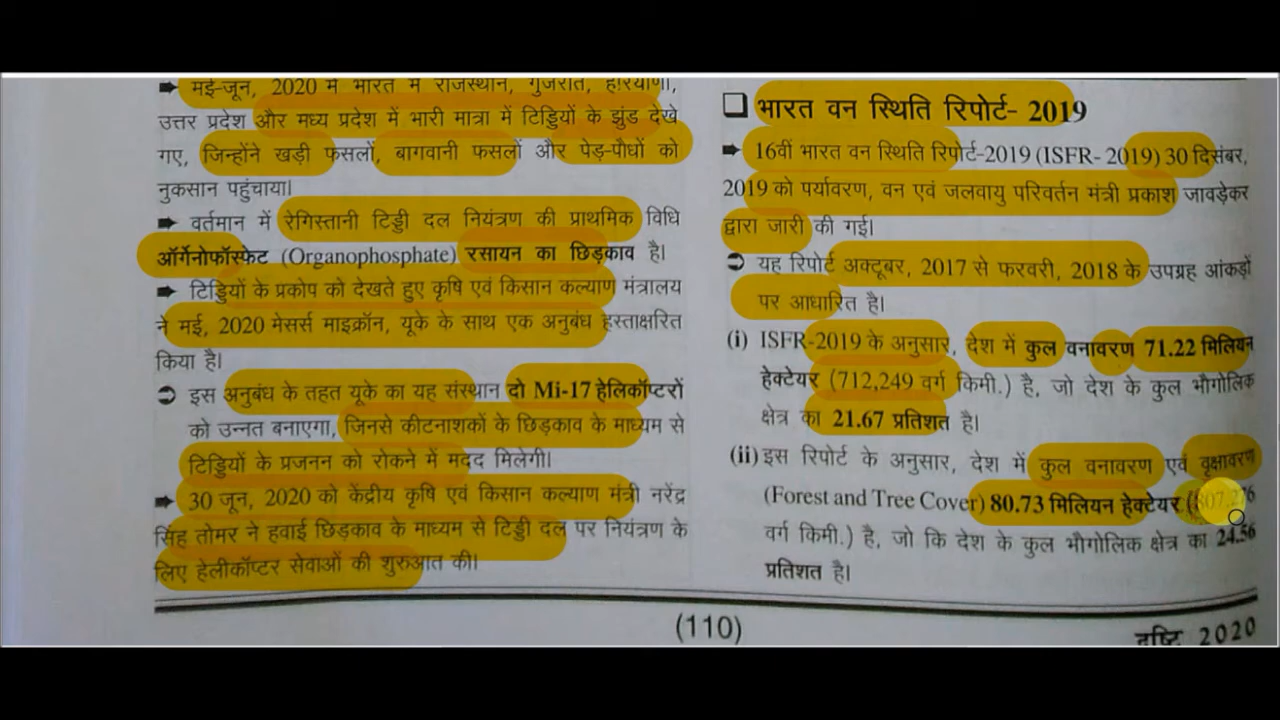 ➡ मई-जून, 2020 में भारत में राजस्थान, गुजरात, हरियाणा,
उत्तर प्रदेश और मध्य प्रदेश में भारी मात्रा में टिड्डियों के झुंड देखे
गए, जिन्होंने खड़ी फसलों, बागवानी फसलों और पेड़-पौधों को
नुकसान पहुंचाया।
➡ वर्तमान में रेगिस्तानी टिड्डी दल नियंत्रण की प्राथमिक विधि
ऑर्गेनोफॉस्फेट (Organophosphate) रसायन का छिड़काव है।
➡ टिड्डियों के प्रकोप को देखते हुए कृषि एवं किसान कल्याण मंत्रालय
ने मई, 2020 मेसर्स माइक्रॉन, यूके के साथ एक अनुबंध हस्ताक्षरित
किया है।
➲ इस अनुबंध के तहत यूके का यह संस्थान दो Mi-17 हेलिकॉप्टरों
को उन्नत बनाएगा, जिनसे कीटनाशकों के छिड़काव के माध्यम से
टिड्डियों के प्रजनन को रोकने में मदद मिलेगी।
➡ 30 जून, 2020 को केंद्रीय कृषि एवं किसान कल्याण मंत्री नरेंद्र
सिंह तोमर ने हवाई छिड़काव के माध्यम से टिड्डी दल पर नियंत्रण के
लिए हेलीकॉप्टर सेवाओं की शुरुआत की।
❑ भारत वन स्थिति रिपोर्ट- 2019
➡ 16वीं भारत वन स्थिति रिपोर्ट-2019 (ISFR- 2019) 30 दिसंबर,
2019 को पर्यावरण, वन एवं जलवायु परिवर्तन मंत्री प्रकाश जावड़ेकर
द्वारा जारी की गई।
➲ यह रिपोर्ट अक्टूबर, 2017 से फरवरी, 2018 के उपग्रह आंकड़ों
पर आधारित है।
(i) ISFR-2019 के अनुसार, देश में कुल वनावरण 71.22 मिलियन
हेक्टेयर (712,249 वर्ग किमी.) है, जो देश के कुल भौगोलिक
क्षेत्र का 21.67 प्रतिशत है।
(ii) इस रिपोर्ट के अनुसार, देश में कुल वनावरण एवं वृक्षावरण
(Forest and Tree Cover) 80.73 मिलियन हेक्टेयर (807,276
वर्ग किमी.) है, जो कि देश के कुल भौगोलिक क्षेत्र का 24.56
प्रतिशत है।
(110)
दृष्टि 2020